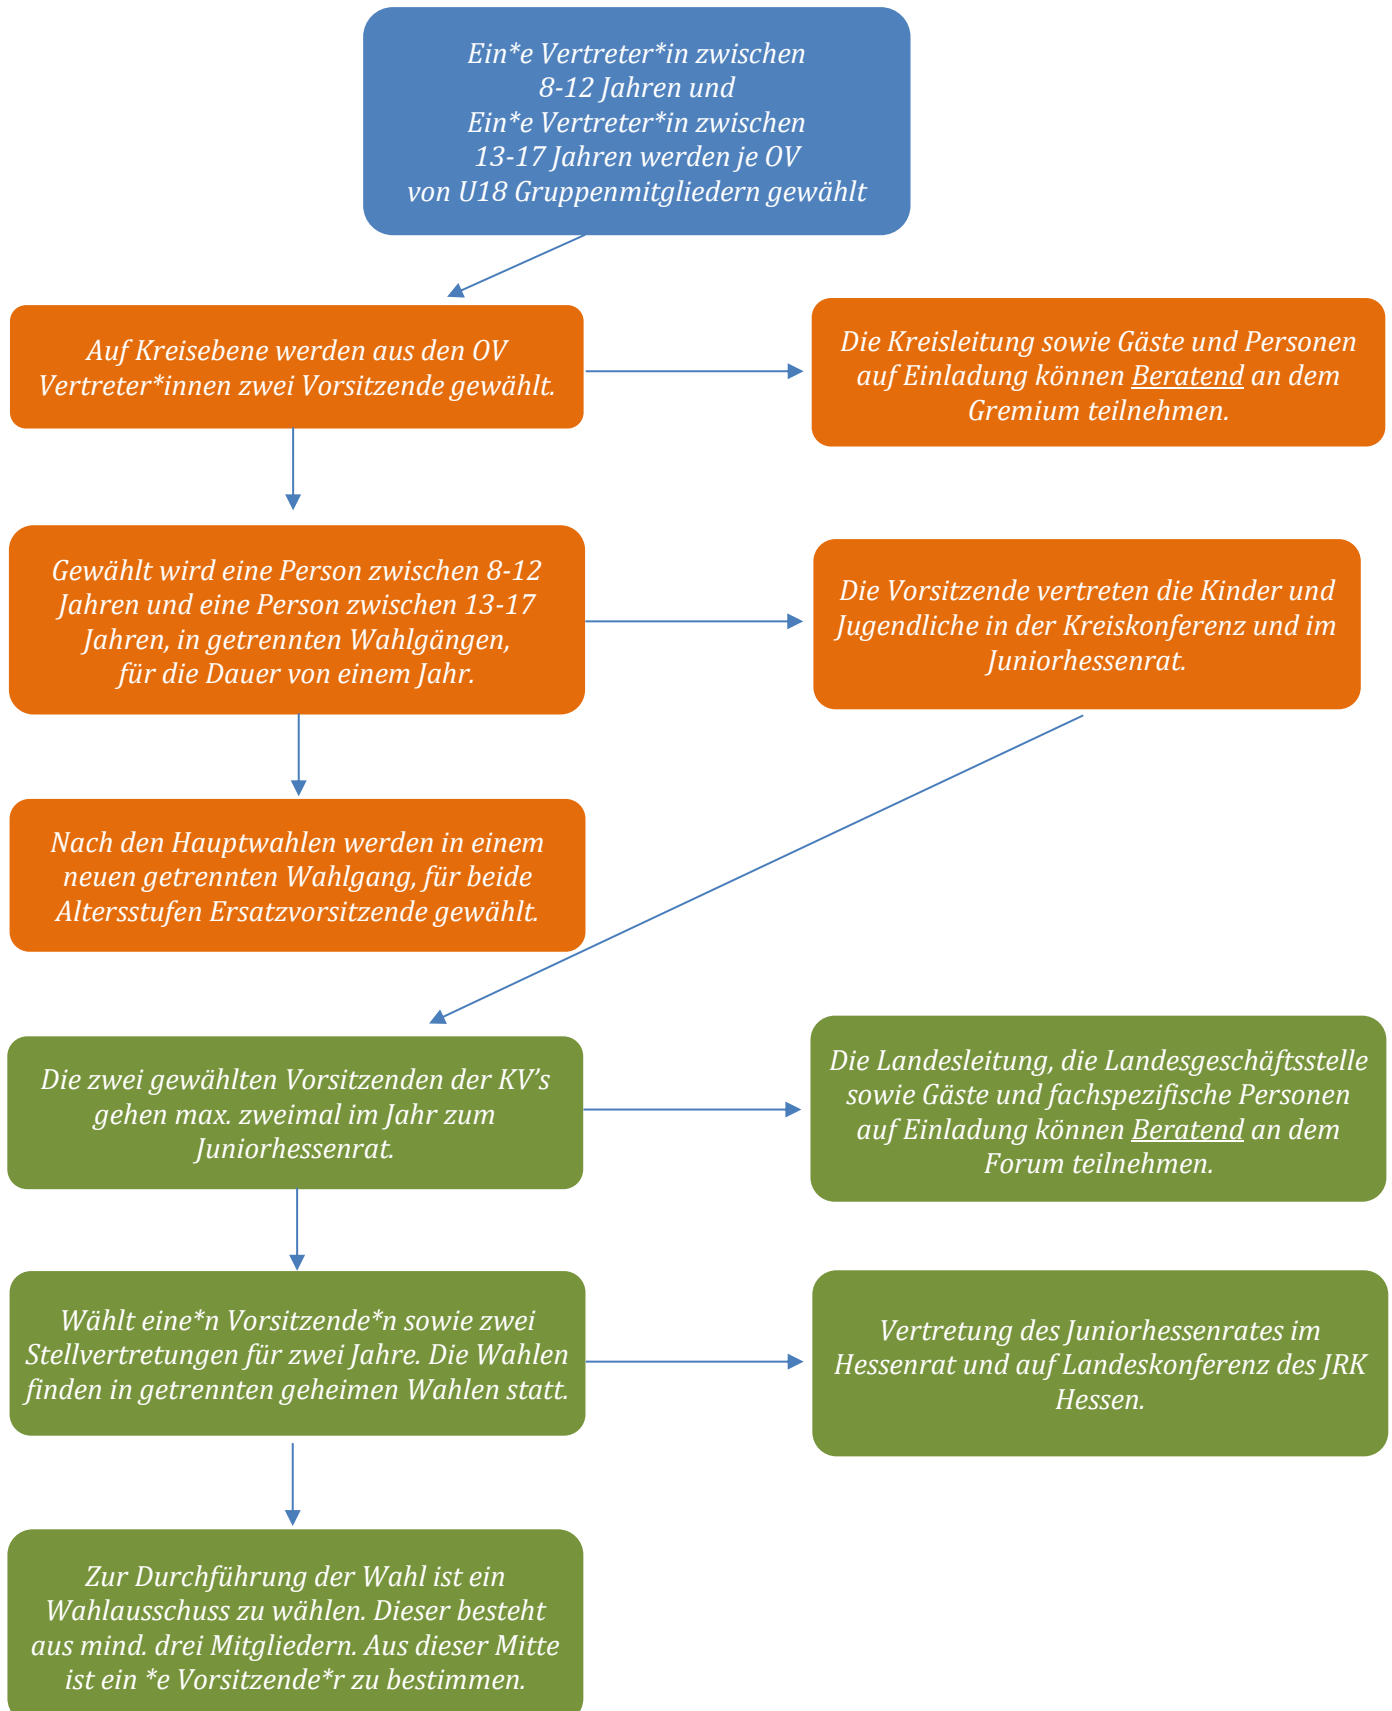 Ein*e Vertreter*in zwischen
8-12 Jahren und
Ein*e Vertreter*in zwischen
13-17 Jahren werden je OV
von U18 Gruppenmitgliedern gewählt
Auf Kreisebene werden aus den OV
Vertreter*innen zwei Vorsitzende gewählt.
Die Kreisleitung sowie Gäste und Personen
auf Einladung können Beratend an dem
Gremium teilnehmen.
Gewählt wird eine Person zwischen 8-12
Jahren und eine Person zwischen 13-17
Jahren, in getrennten Wahlgängen,
für die Dauer von einem Jahr.
Die Vorsitzende vertreten die Kinder und
Jugendliche in der Kreiskonferenz und im
Juniorhessenrat.
Nach den Hauptwahlen werden in einem
neuen getrennten Wahlgang, für beide
Altersstufen Ersatzvorsitzende gewählt.
Die zwei gewählten Vorsitzenden der KV’s
gehen max. zweimal im Jahr zum
Juniorhessenrat.
Die Landesleitung, die Landesgeschäftsstelle
sowie Gäste und fachspezifische Personen
auf Einladung können Beratend an dem
Forum teilnehmen.
Wählt eine*n Vorsitzende*n sowie zwei
Stellvertretungen für zwei Jahre. Die Wahlen
finden in getrennten geheimen Wahlen statt.
Vertretung des Juniorhessenrates im
Hessenrat und auf Landeskonferenz des JRK
Hessen.
Zur Durchführung der Wahl ist ein
Wahlausschuss zu wählen. Dieser besteht
aus mind. drei Mitgliedern. Aus dieser Mitte
ist ein *e Vorsitzende*r zu bestimmen.